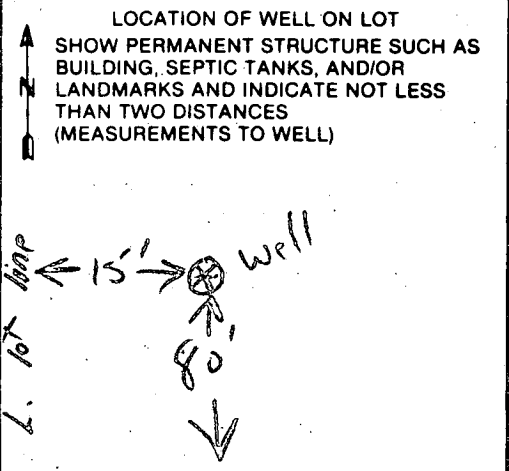 LOCATION OF WELL ON LOT
SHOW PERMANENT STRUCTURE SUCH AS
BUILDING, SEPTIC TANKS, AND/OR
N LANDMARKS AND INDICATE NOT LESS
THAN TWO DISTANCES
(MEASUREMENTS TO WELL)
L. lot line
15'
Well
80'